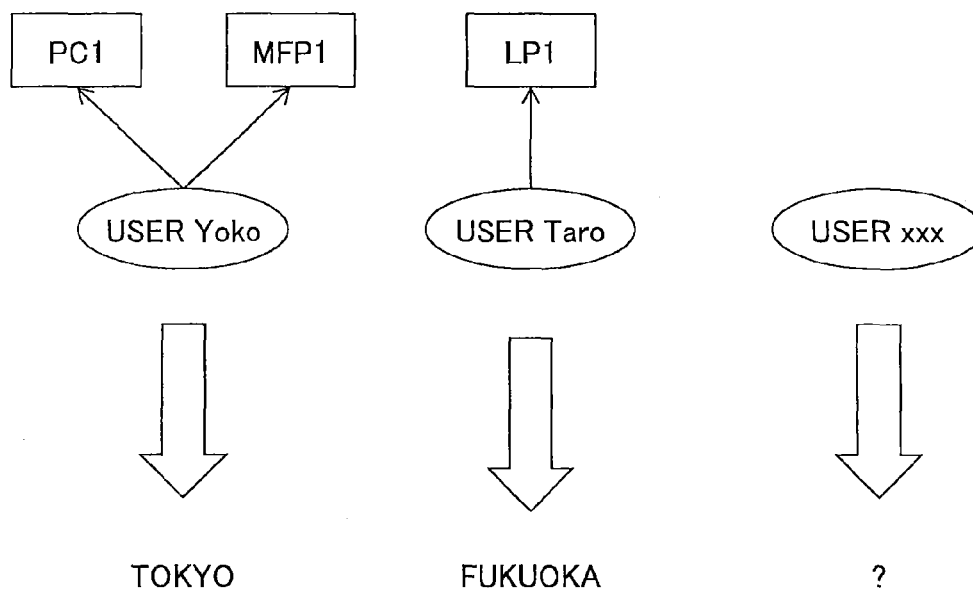 PC1
MFP1
LP1
USER Yoko
USER Taro
USER xxx
TOKYO
FUKUOKA
?